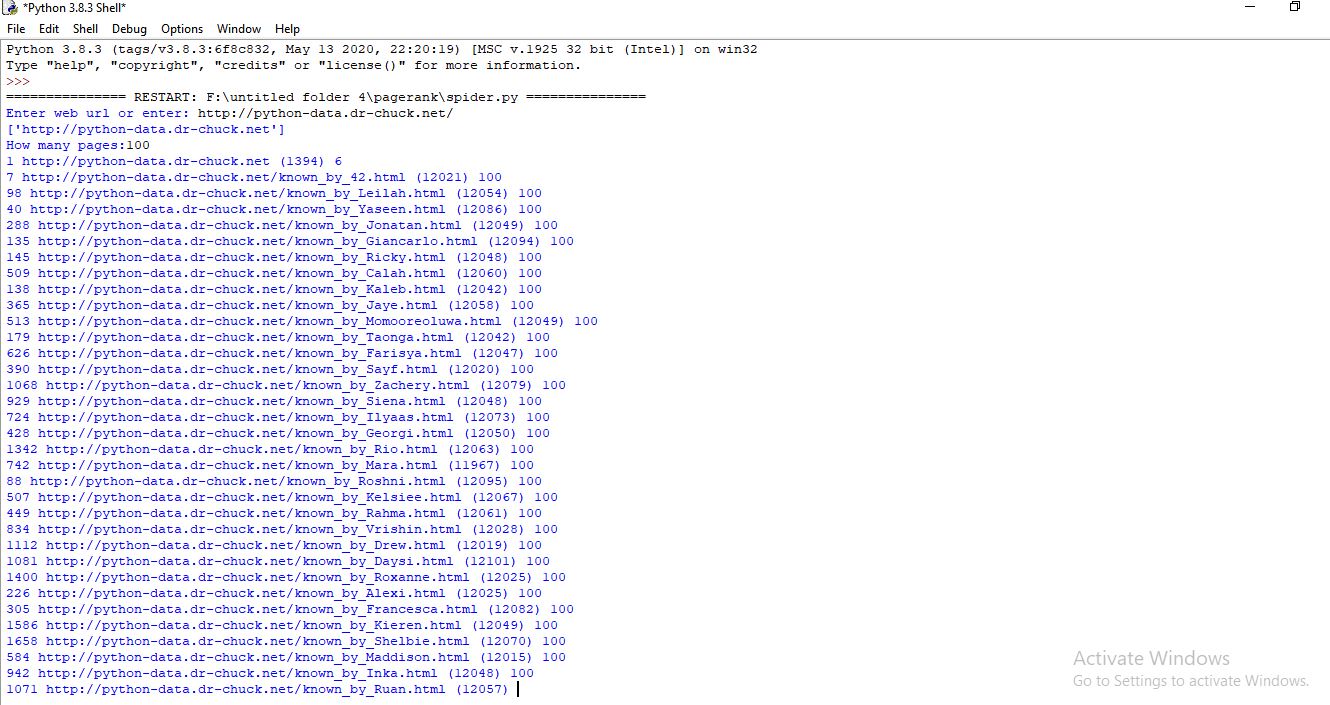 *Python 3.8.3 Shell*
File Edit Shell Debug Options Window Help
Python 3.8.3 (tags/v3.8.3:6f8c832, May 13 2020, 22:20:19) [MSC v.1925 32 bit (Intel)] on win32
Type "help", "copyright", "credits" or "license()" for more information.
>>>
=============== RESTART: F:\untitled folder 4\pagerank\spider.py ===============
Enter web url or enter: http://python-data.dr-chuck.net/
['http://python-data.dr-chuck.net']
How many pages:100
1 http://python-data.dr-chuck.net (1394) 6
7 http://python-data.dr-chuck.net/known_by_42.html (12021) 100
98 http://python-data.dr-chuck.net/known_by_Leilah.html (12054) 100
40 http://python-data.dr-chuck.net/known_by_Yaseen.html (12086) 100
288 http://python-data.dr-chuck.net/known_by_Jonatan.html (12049) 100
135 http://python-data.dr-chuck.net/known_by_Giancarlo.html (12094) 100
145 http://python-data.dr-chuck.net/known_by_Ricky.html (12048) 100
509 http://python-data.dr-chuck.net/known_by_Calah.html (12060) 100
138 http://python-data.dr-chuck.net/known_by_Kaleb.html (12042) 100
365 http://python-data.dr-chuck.net/known_by_Jaye.html (12058) 100
513 http://python-data.dr-chuck.net/known_by_Momooreoluwa.html (12049) 100
179 http://python-data.dr-chuck.net/known_by_Taonga.html (12042) 100
626 http://python-data.dr-chuck.net/known_by_Farisya.html (12047) 100
390 http://python-data.dr-chuck.net/known_by_Sayf.html (12020) 100
1068 http://python-data.dr-chuck.net/known_by_Zachery.html (12079) 100
929 http://python-data.dr-chuck.net/known_by_Siena.html (12048) 100
724 http://python-data.dr-chuck.net/known_by_Ilyaas.html (12073) 100
428 http://python-data.dr-chuck.net/known_by_Georgi.html (12050) 100
1342 http://python-data.dr-chuck.net/known_by_Rio.html (12063) 100
742 http://python-data.dr-chuck.net/known_by_Mara.html (11967) 100
88 http://python-data.dr-chuck.net/known_by_Roshni.html (12095) 100
507 http://python-data.dr-chuck.net/known_by_Kelsiee.html (12067) 100
449 http://python-data.dr-chuck.net/known_by_Rahma.html (12061) 100
834 http://python-data.dr-chuck.net/known_by_Vrishin.html (12028) 100
1112 http://python-data.dr-chuck.net/known_by_Drew.html (12019) 100
1081 http://python-data.dr-chuck.net/known_by_Daysi.html (12101) 100
1400 http://python-data.dr-chuck.net/known_by_Roxanne.html (12025) 100
226 http://python-data.dr-chuck.net/known_by_Alexi.html (12025) 100
305 http://python-data.dr-chuck.net/known_by_Francesca.html (12082) 100
1586 http://python-data.dr-chuck.net/known_by_Kieren.html (12049) 100
1658 http://python-data.dr-chuck.net/known_by_Shelbie.html (12070) 100
584 http://python-data.dr-chuck.net/known_by_Maddison.html (12015) 100
942 http://python-data.dr-chuck.net/known_by_Inka.html (12048) 100
1071 http://python-data.dr-chuck.net/known_by_Ruan.html (12057)
Activate Windows
Go to Settings to activate Windows.